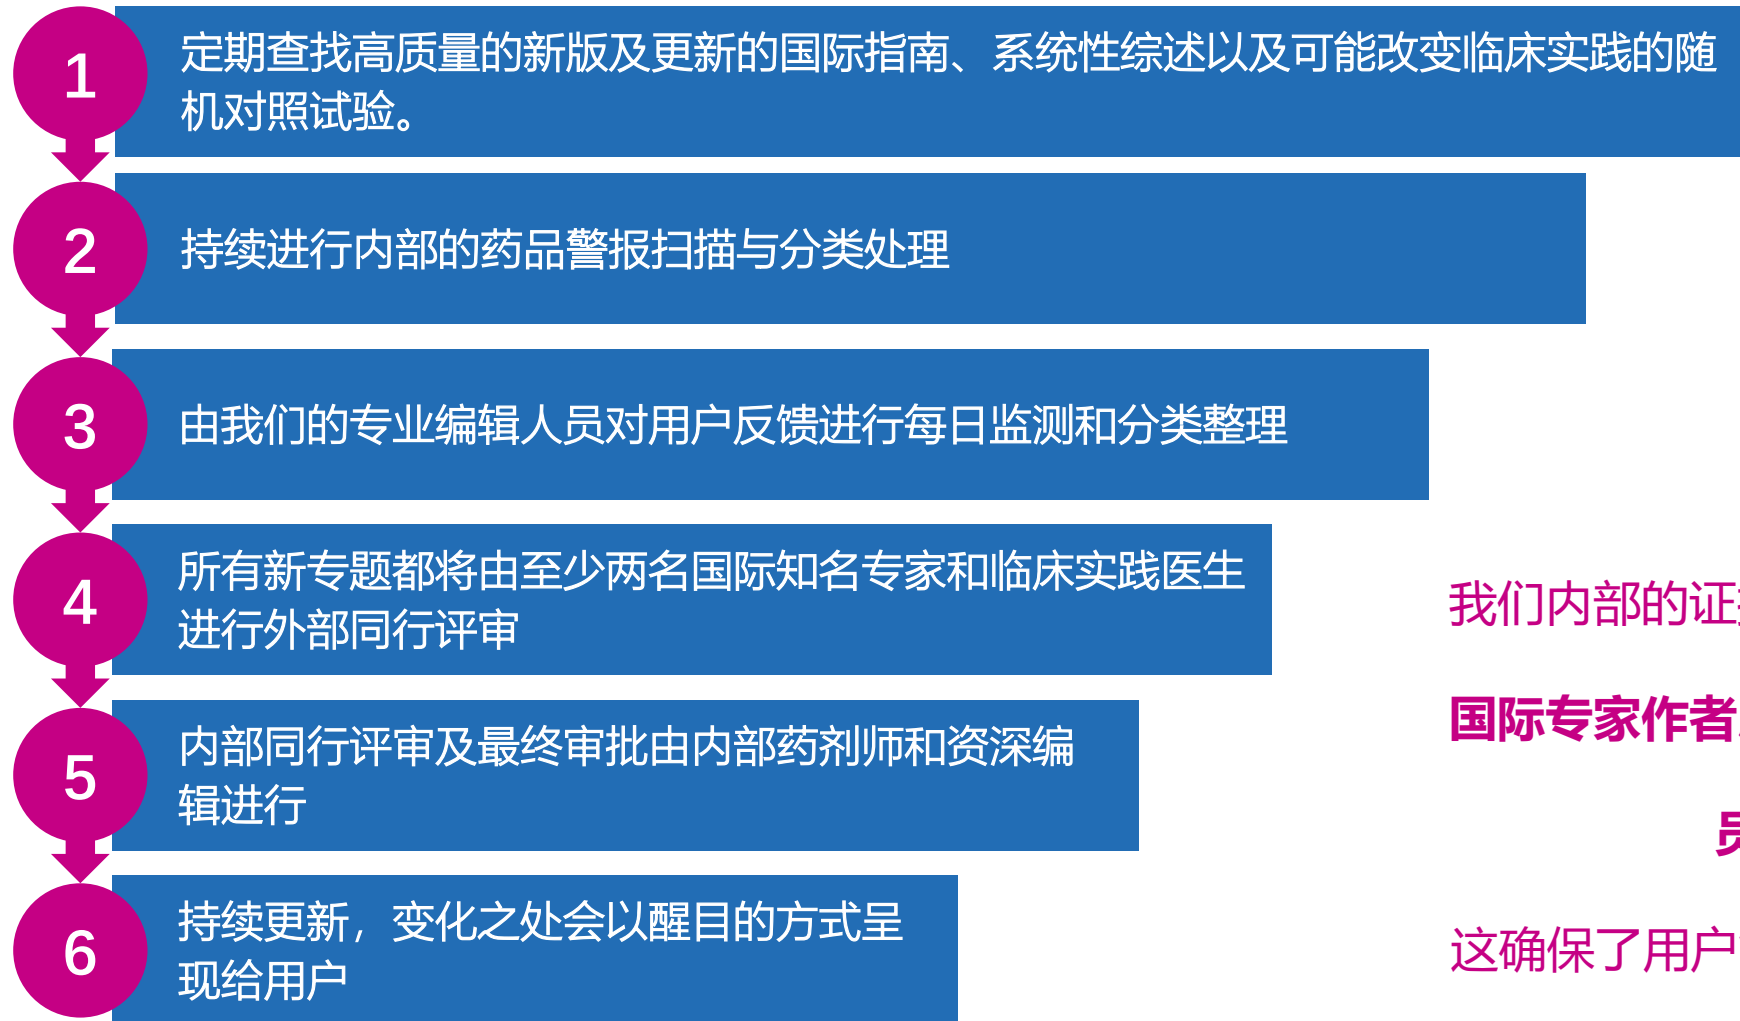 1
定期查找高质量的新版及更新的国际指南、系统性综述以及可能改变临床实践的随
机对照试验。
2
持续进行内部的药品警报扫描与分类处理
3
由我们的专业编辑人员对用户反馈进行每日监测和分类整理
4
所有新专题都将由至少两名国际知名专家和临床实践医生
进行外部同行评审
5
内部同行评审及最终审批由内部药剂师和资深编
辑进行
6
持续更新，变化之处会以醒目的方式呈
现给用户
我们内部的证
国际专家作者
这确保了用户